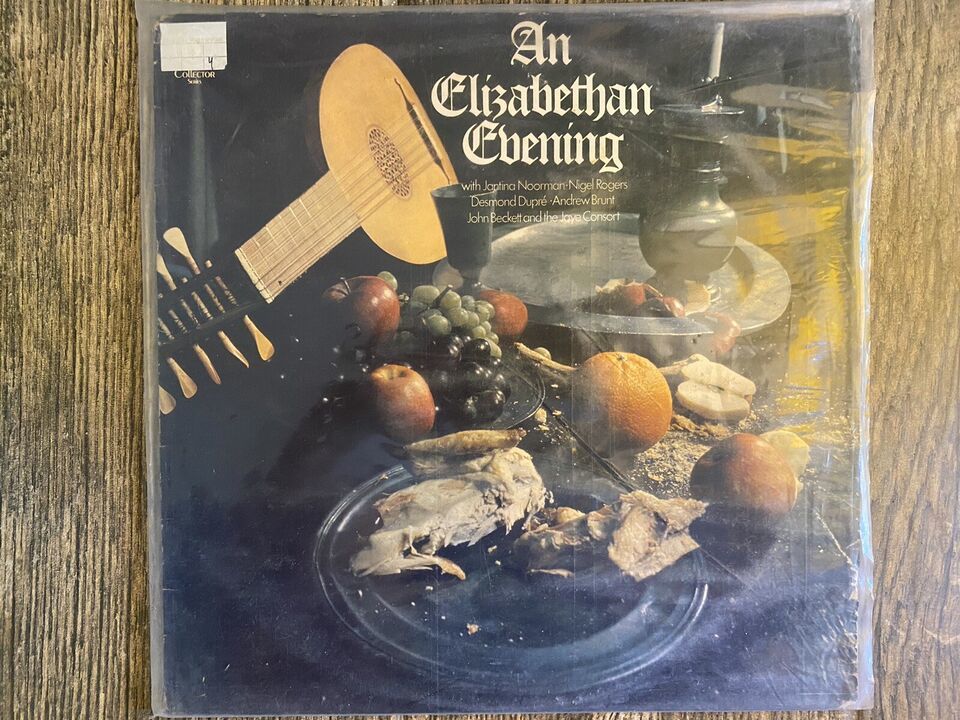 Collector
Series
y
An
Elizabethan
Evening
with Jantina Noorman · Nigel Rogers
Desmond Dupré · Andrew Brunt
John Beckett and the Jaye Consort